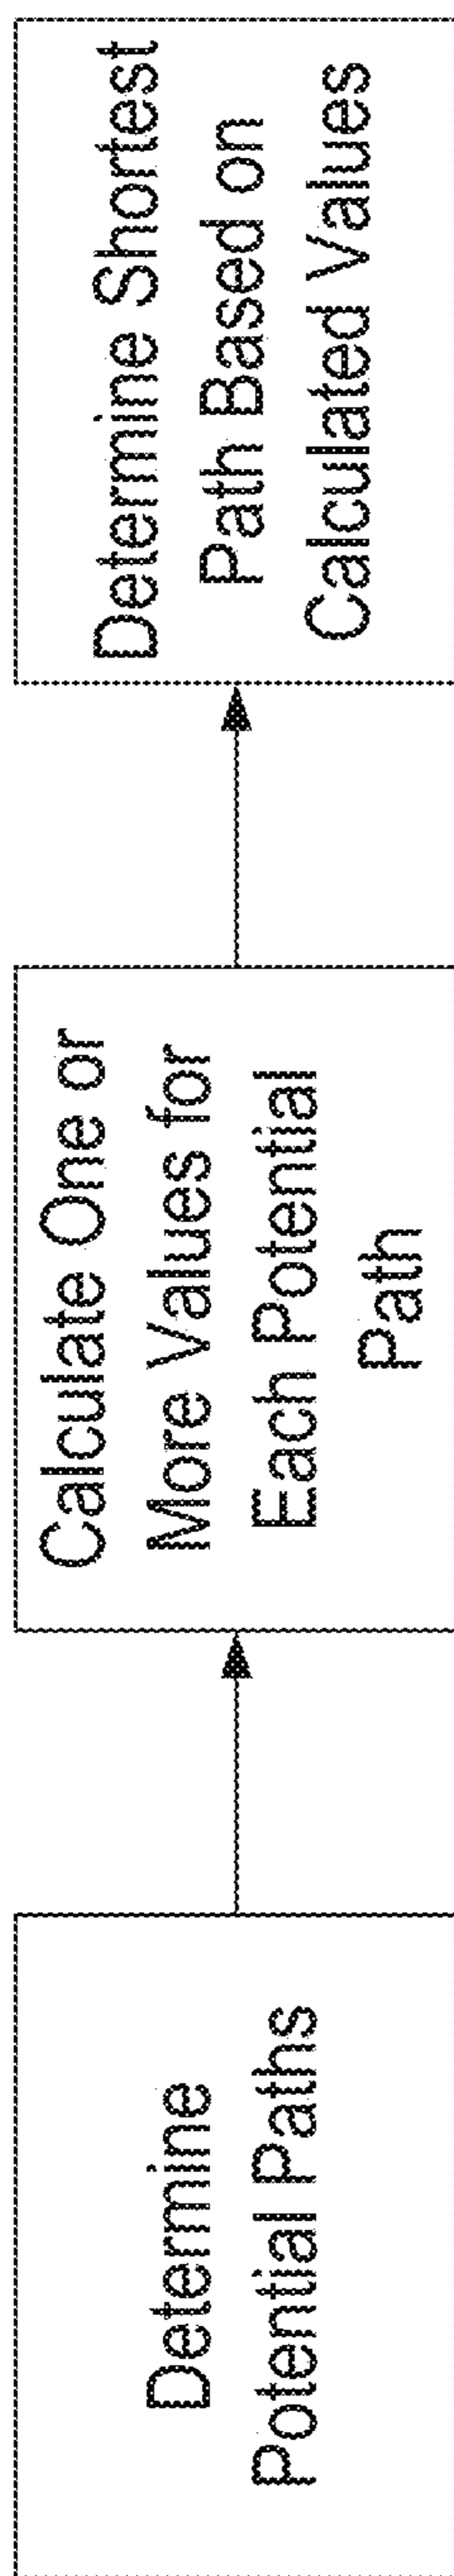 Determine
Potential Paths
Calculate One or
More Values for
Each Potential
Path
Determine Shortest
Path Based on
Calculated Values